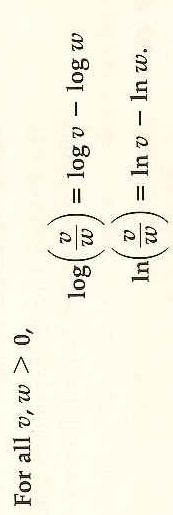 For all v, w > 0,
log(v/w) = log v − log w
ln(v/w) = ln v − ln w.